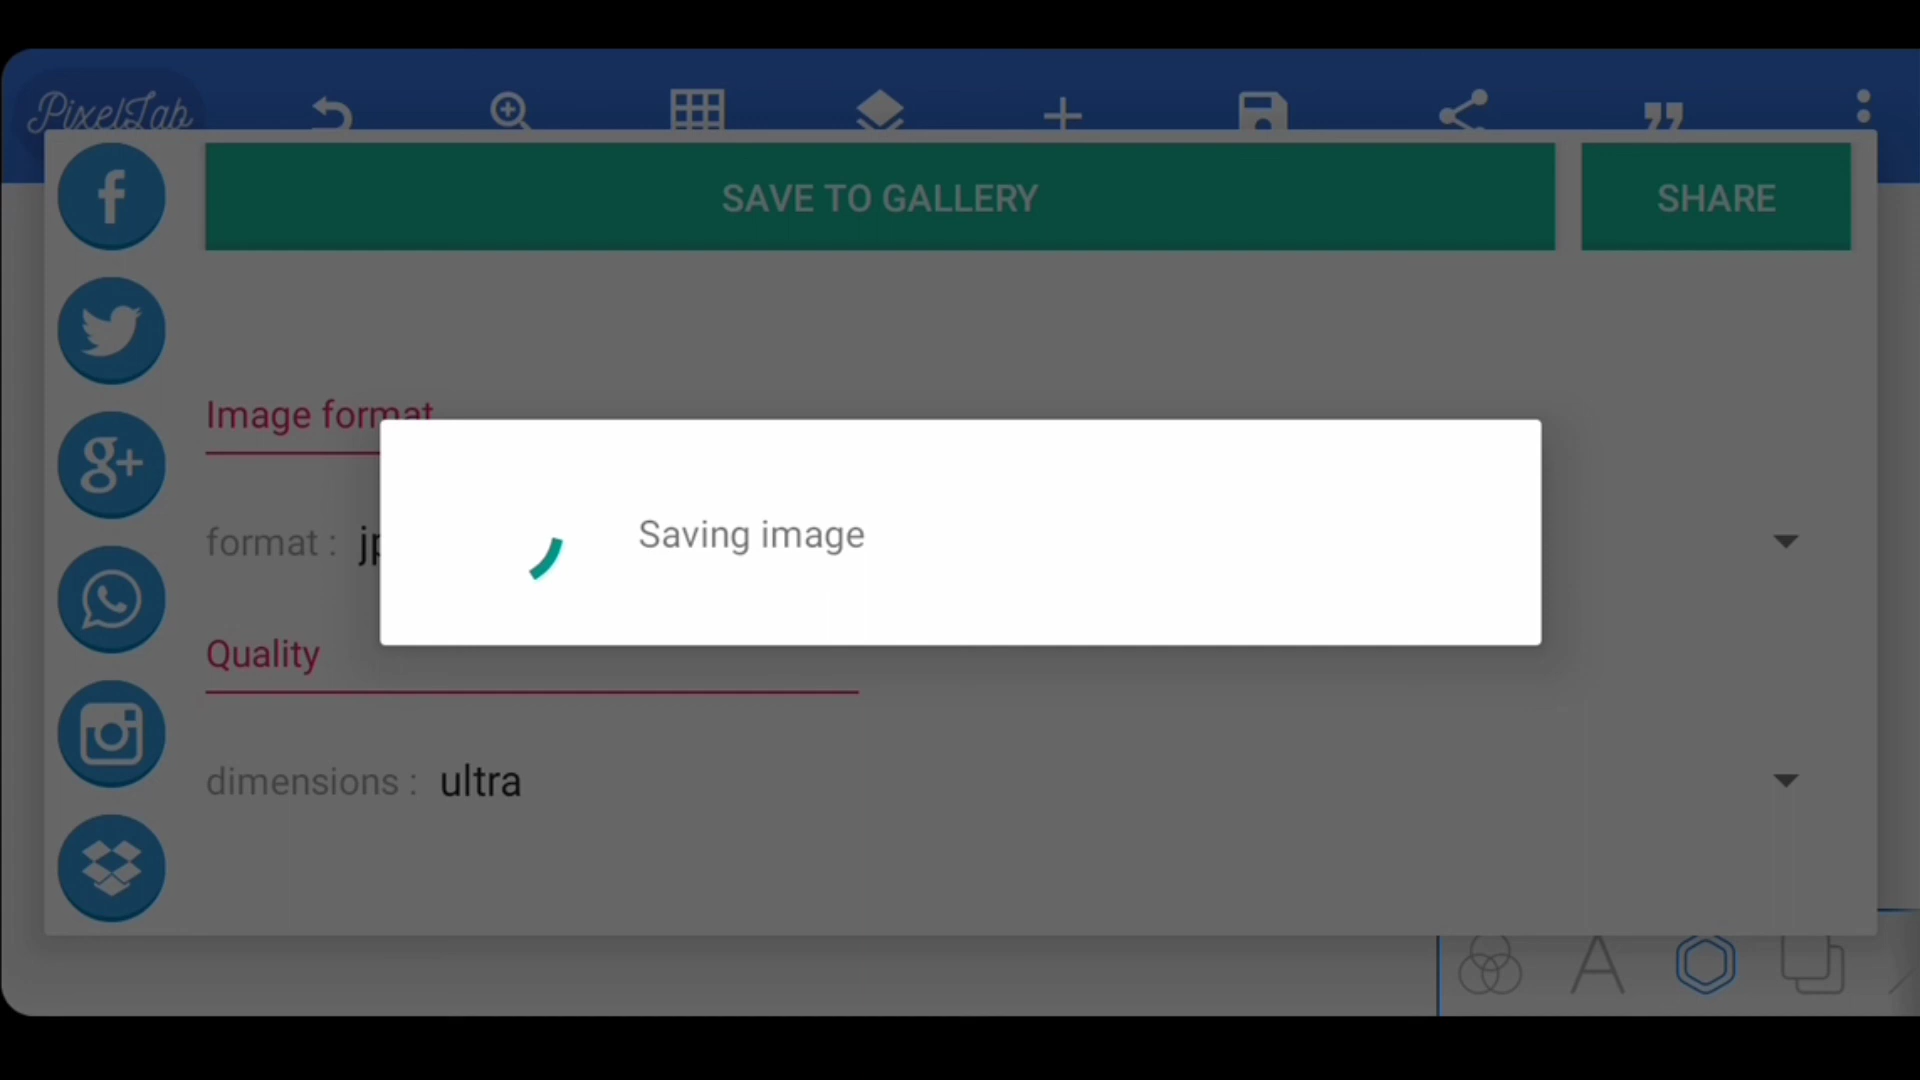 PixelLab
SAVE TO GALLERY
SHARE
Image format
format :
Saving image
Quality
dimensions : ultra